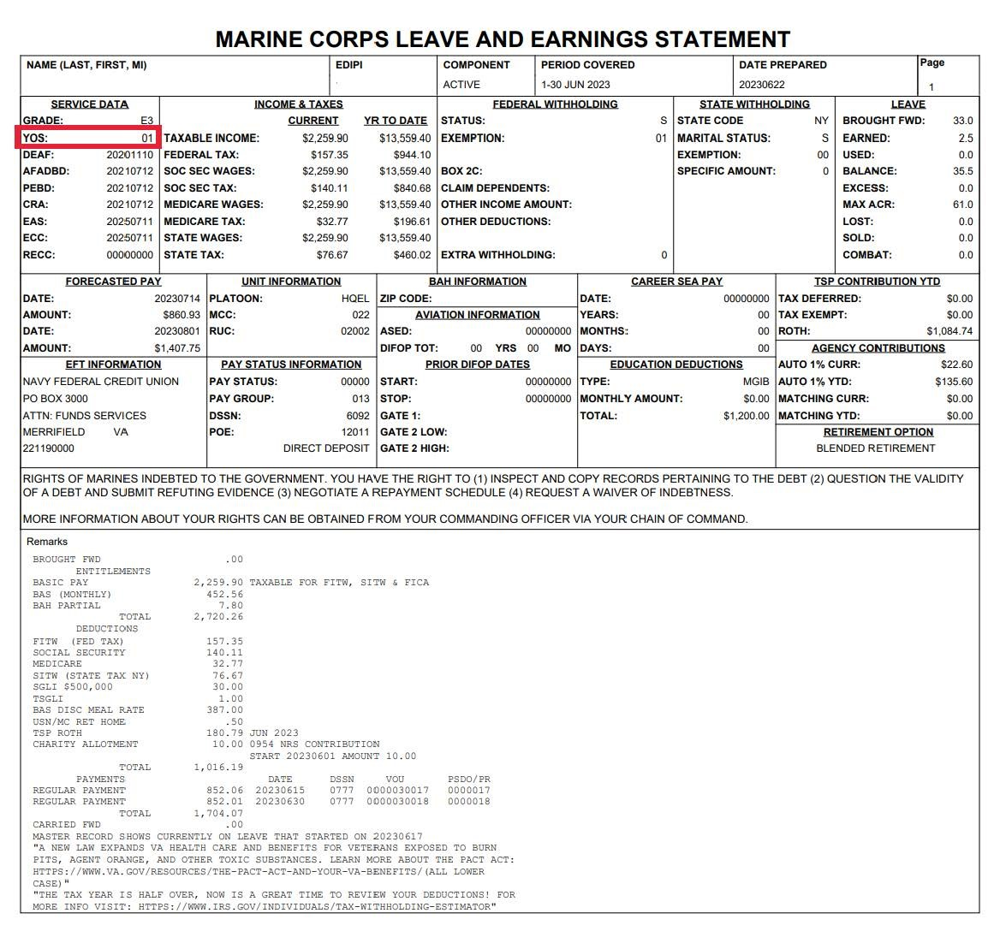 MARINE CORPS LEAVE AND EARNINGS STATEMENT
NAME (LAST, FIRST, MI) EDIPI COMPONENT PERIOD COVERED DATE PREPARED Page
ACTIVE 1-30 JUN 2023 20230622 1
SERVICE DATA INCOME & TAXES FEDERAL WITHHOLDING STATE WITHHOLDING LEAVE
GRADE: E3 CURRENT YR TO DATE STATUS: S STATE CODE NY BROUGHT FWD: 33.0
YOS: 01 TAXABLE INCOME: $2,259.90 $13,559.40 EXEMPTION: 01 MARITAL STATUS: S EARNED: 2.5
DEAF: 20201110 FEDERAL TAX: $157.35 $944.10 EXEMPTION: 00 USED: 0.0
AFADBD: 20210712 SOC SEC WAGES: $2,259.90 $13,559.40 BOX 2C: SPECIFIC AMOUNT: 0 BALANCE: 35.5
PEBD: 20210712 SOC SEC TAX: $140.11 $840.68 CLAIM DEPENDENTS: EXCESS: 0.0
CRA: 20210712 MEDICARE WAGES: $2,259.90 $13,559.40 OTHER INCOME AMOUNT: MAX ACR: 61.0
EAS: 20250711 MEDICARE TAX: $32.77 $196.61 OTHER DEDUCTIONS: LOST: 0.0
ECC: 20250711 STATE WAGES: $2,259.90 $13,559.40 SOLD: 0.0
RECC: 00000000 STATE TAX: $76.67 $460.02 EXTRA WITHHOLDING: 0 COMBAT: 0.0
FORECASTED PAY UNIT INFORMATION BAH INFORMATION CAREER SEA PAY TSP CONTRIBUTION YTD
DATE: 20230714 PLATOON: HQEL ZIP CODE: DATE: 00000000 TAX DEFERRED: $0.00
AMOUNT: $860.93 MCC: 022 AVIATION INFORMATION YEARS: 00 TAX EXEMPT: $0.00
DATE: 20230801 RUC: 02002 ASED: 00000000 MONTHS: 00 ROTH: $1,084.74
AMOUNT: $1,407.75 DIFOP TOT: 00 YRS 00 MO DAYS: 00 AGENCY CONTRIBUTIONS
EFT INFORMATION PAY STATUS INFORMATION PRIOR DIFOP DATES EDUCATION DEDUCTIONS AUTO 1% CURR: $22.60
NAVY FEDERAL CREDIT UNION PAY STATUS: 00000 START: 00000000 TYPE: MGIB AUTO 1% YTD: $135.60
PO BOX 3000 PAY GROUP: 013 STOP: 00000000 MONTHLY AMOUNT: $0.00 MATCHING CURR: $0.00
ATTN: FUNDS SERVICES DSSN: 6092 GATE 1: TOTAL: $1,200.00 MATCHING YTD: $0.00
MERRIFIELD VA POE: 12011 GATE 2 LOW: RETIREMENT OPTION
221190000 DIRECT DEPOSIT GATE 2 HIGH: BLENDED RETIREMENT
RIGHTS OF MARINES INDEBTED TO THE GOVERNMENT. YOU HAVE THE RIGHT TO (1) INSPECT AND COPY RECORDS PERTAINING TO THE DEBT (2) QUESTION THE VALIDITY
OF A DEBT AND SUBMIT REFUTING EVIDENCE (3) NEGOTIATE A REPAYMENT SCHEDULE (4) REQUEST A WAIVER OF INDEBTNESS.
MORE INFORMATION ABOUT YOUR RIGHTS CAN BE OBTAINED FROM YOUR COMMANDING OFFICER VIA YOUR CHAIN OF COMMAND.
Remarks
BROUGHT FWD .00
ENTITLEMENTS
BASIC PAY 2,259.90 TAXABLE FOR FITW, SITW & FICA
BAS (MONTHLY) 452.56
BAH PARTIAL 7.80
TOTAL 2,720.26
DEDUCTIONS
FITW (FED TAX) 157.35
SOCIAL SECURITY 140.11
MEDICARE 32.77
SITW (STATE TAX NY) 76.67
SGLI $500,000 30.00
TSGLI 1.00
BAS DISC MEAL RATE 387.00
USN/MC RET HOME .50
TSP ROTH 180.79 JUN 2023
CHARITY ALLOTMENT 10.00 0954 NRS CONTRIBUTION
START 20230601 AMOUNT 10.00
TOTAL 1,016.19
PAYMENTS DATE DSSN VOU PSDO/PR
REGULAR PAYMENT 852.06 20230615 0777 0000030017 0000017
REGULAR PAYMENT 852.01 20230630 0777 0000030018 0000018
TOTAL 1,704.07
CARRIED FWD .00
MASTER RECORD SHOWS CURRENTLY ON LEAVE THAT STARTED ON 20230617
"A NEW LAW EXPANDS VA HEALTH CARE AND BENEFITS FOR VETERANS EXPOSED TO BURN
PITS, AGENT ORANGE, AND OTHER TOXIC SUBSTANCES. LEARN MORE ABOUT THE PACT ACT:
HTTPS://WWW.VA.GOV/RESOURCES/THE-PACT-ACT-AND-YOUR-VA-BENEFITS/(ALL LOWER
CASE)"
"THE TAX YEAR IS HALF OVER, NOW IS A GREAT TIME TO REVIEW YOUR DEDUCTIONS! FOR
MORE INFO VISIT: HTTPS://WWW.IRS.GOV/INDIVIDUALS/TAX-WITHHOLDING-ESTIMATOR"